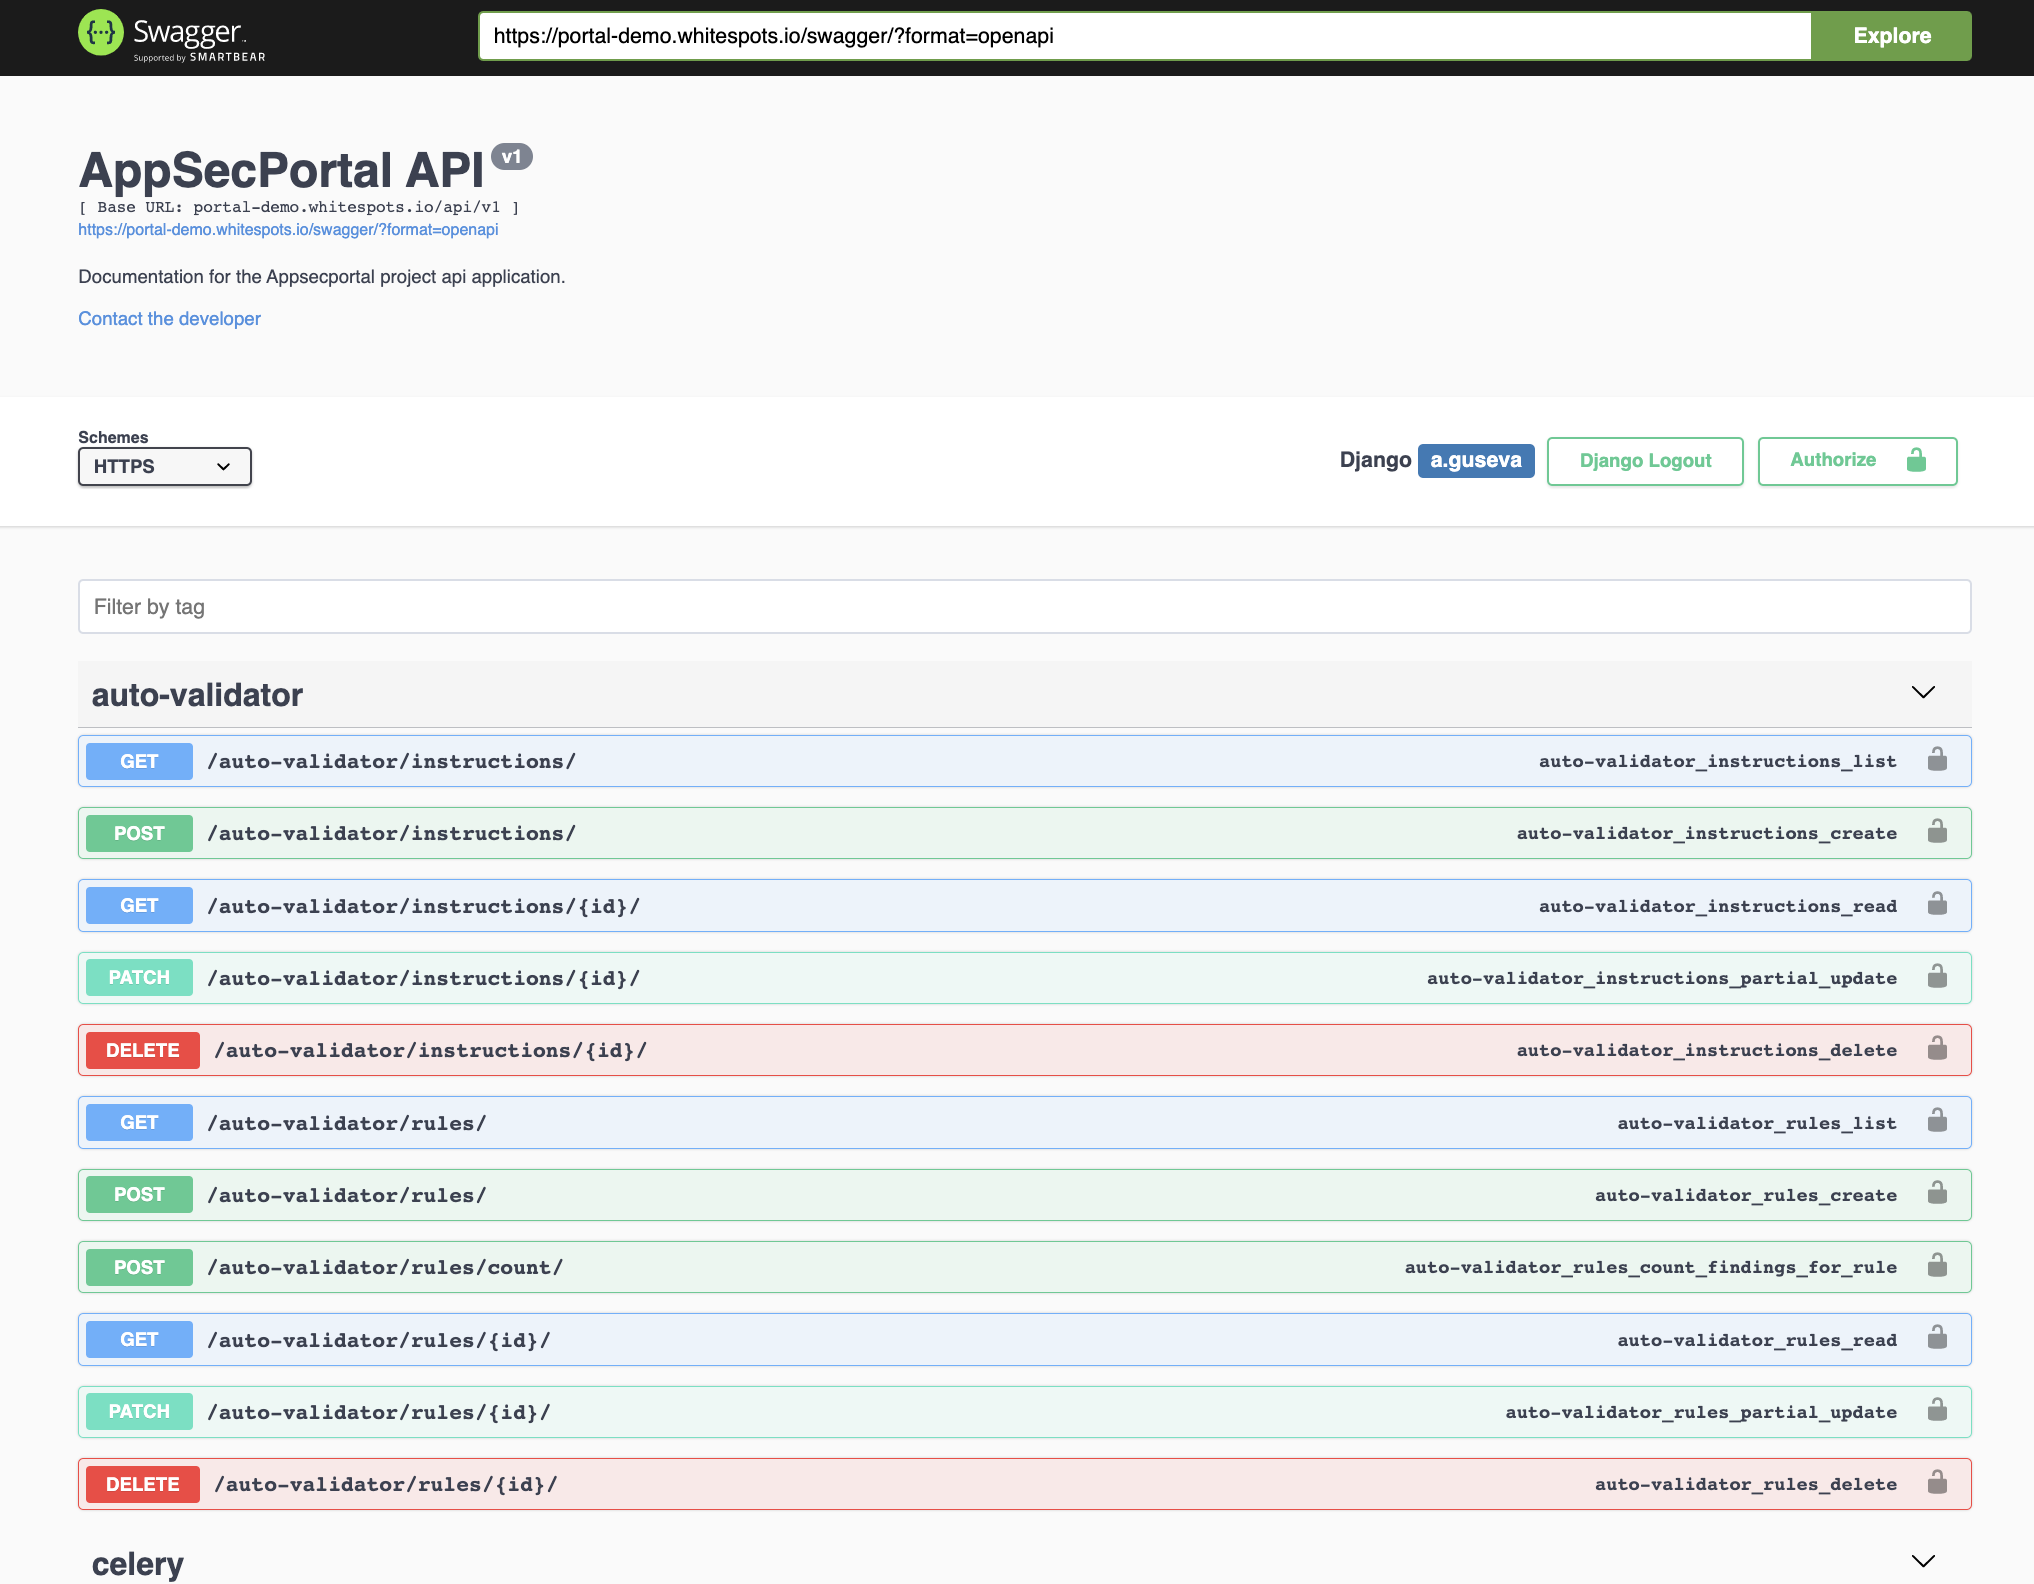 Swagger
Supported by SMARTBEAR
https://portal-demo.whitespots.io/swagger/?format=openapi
Explore
AppSecPortal API v1
[ Base URL: portal-demo.whitespots.io/api/v1 ]
https://portal-demo.whitespots.io/swagger/?format=openapi
Documentation for the Appsecportal project api application.
Contact the developer
Schemes
HTTPS
Django a.guseva Django Logout Authorize
Filter by tag
auto-validator
GET /auto-validator/instructions/ auto-validator_instructions_list
POST /auto-validator/instructions/ auto-validator_instructions_create
GET /auto-validator/instructions/{id}/ auto-validator_instructions_read
PATCH /auto-validator/instructions/{id}/ auto-validator_instructions_partial_update
DELETE /auto-validator/instructions/{id}/ auto-validator_instructions_delete
GET /auto-validator/rules/ auto-validator_rules_list
POST /auto-validator/rules/ auto-validator_rules_create
POST /auto-validator/rules/count/ auto-validator_rules_count_findings_for_rule
GET /auto-validator/rules/{id}/ auto-validator_rules_read
PATCH /auto-validator/rules/{id}/ auto-validator_rules_partial_update
DELETE /auto-validator/rules/{id}/ auto-validator_rules_delete
celery